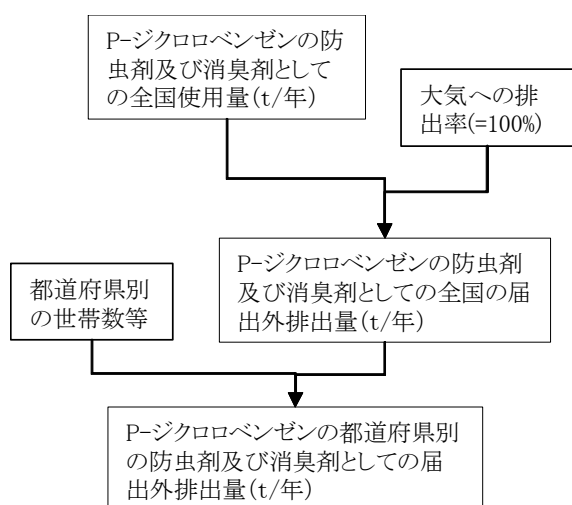 P-ジクロロベンゼンの防
虫剤及び消臭剤として
の全国使用量(t/年)
大気への排
出率(=100%)
P-ジクロロベンゼンの防虫剤
及び消臭剤としての全国の届
出外排出量(t/年)
都道府県別
の世帯数等
P-ジクロロベンゼンの都道府県別
の防虫剤及び消臭剤としての届
出外排出量(t/年)